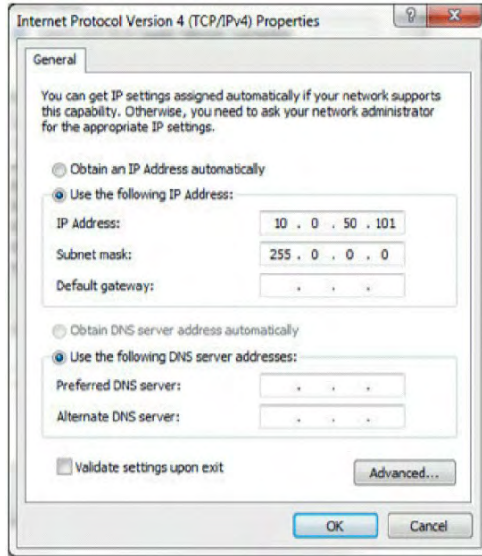 Internet Protocol Version 4 (TCP/IPv4) Properties
General
You can get IP settings assigned automatically if your network supports
this capability. Otherwise, you need to ask your network administrator
for the appropriate IP settings.
Obtain an IP Address automatically
Use the following IP Address:
IP Address: 10 . 0 . 50 . 101
Subnet mask: 255 . 0 . 0 . 0
Default gateway: . . .
Obtain DNS server address automatically
Use the following DNS server addresses:
Preferred DNS server: . . .
Alternate DNS server: . . .
Validate settings upon exit
Advanced...
OK Cancel